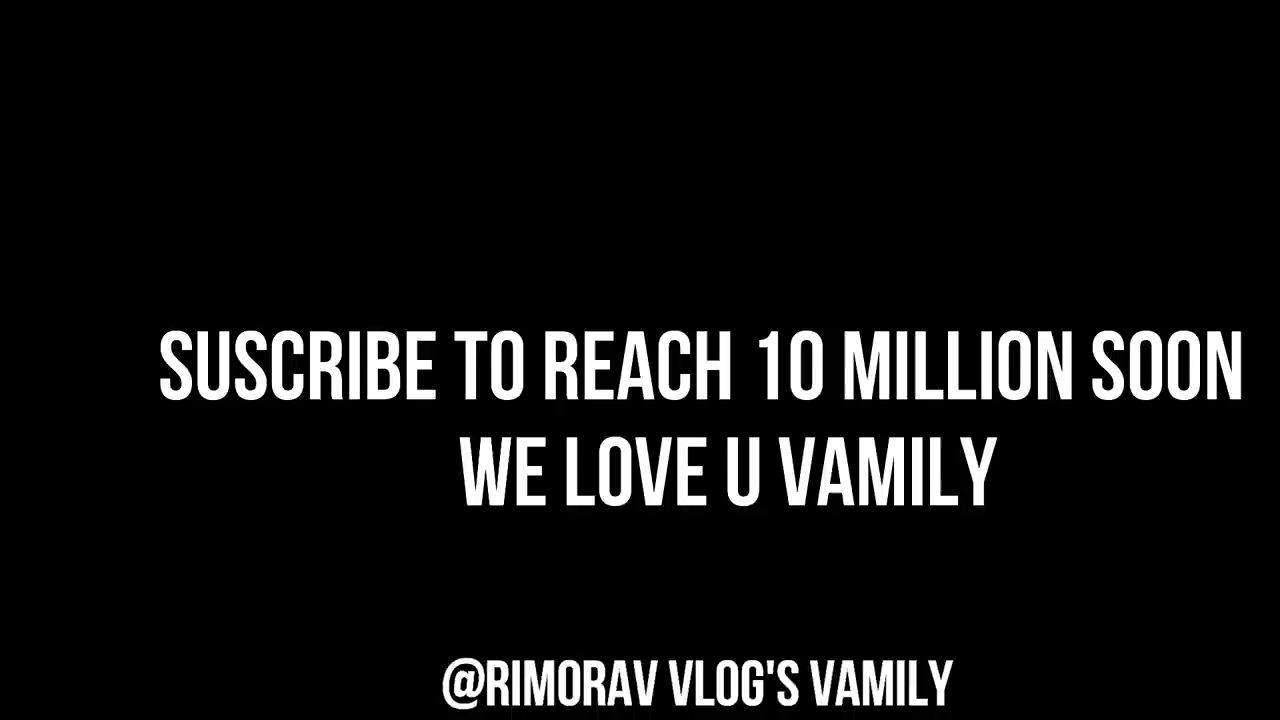 SUSCRIBE TO REACH 10 MILLION SOON
WE LOVE U VAMILY
@RIMORAV VLOG'S VAMILY